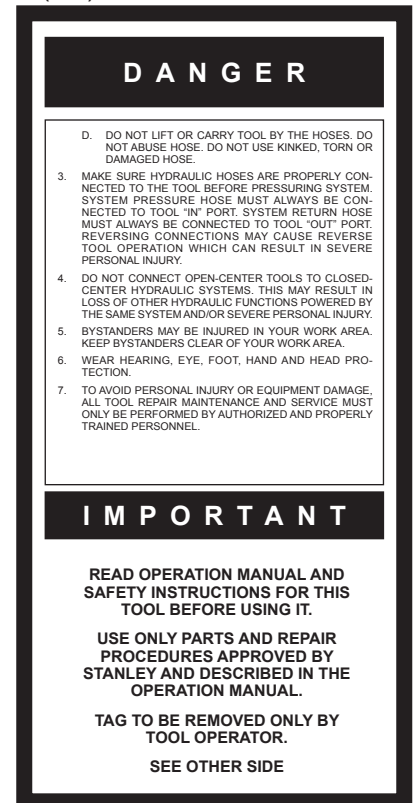 DANGER
D. DO NOT LIFT OR CARRY TOOL BY THE HOSES. DO
NOT ABUSE HOSE. DO NOT USE KINKED, TORN OR
DAMAGED HOSE.
3. MAKE SURE HYDRAULIC HOSES ARE PROPERLY CON-
NECTED TO THE TOOL BEFORE PRESSURING SYSTEM.
SYSTEM PRESSURE HOSE MUST ALWAYS BE CON-
NECTED TO TOOL “IN” PORT. SYSTEM RETURN HOSE
MUST ALWAYS BE CONNECTED TO TOOL “OUT” PORT.
REVERSING CONNECTIONS MAY CAUSE REVERSE
TOOL OPERATION WHICH CAN RESULT IN SEVERE
PERSONAL INJURY.
4. DO NOT CONNECT OPEN-CENTER TOOLS TO CLOSED-
CENTER HYDRAULIC SYSTEMS. THIS MAY RESULT IN
LOSS OF OTHER HYDRAULIC FUNCTIONS POWERED BY
THE SAME SYSTEM AND/OR SEVERE PERSONAL INJURY.
5. BYSTANDERS MAY BE INJURED IN YOUR WORK AREA.
KEEP BYSTANDERS CLEAR OF YOUR WORK AREA.
6. WEAR HEARING, EYE, FOOT, HAND AND HEAD PRO-
TECTION.
7. TO AVOID PERSONAL INJURY OR EQUIPMENT DAMAGE,
ALL TOOL REPAIR MAINTENANCE AND SERVICE MUST
ONLY BE PERFORMED BY AUTHORIZED AND PROPERLY
TRAINED PERSONNEL.
IMPORTANT
READ OPERATION MANUAL AND
SAFETY INSTRUCTIONS FOR THIS
TOOL BEFORE USING IT.
USE ONLY PARTS AND REPAIR
PROCEDURES APPROVED BY
STANLEY AND DESCRIBED IN THE
OPERATION MANUAL.
TAG TO BE REMOVED ONLY BY
TOOL OPERATOR.
SEE OTHER SIDE